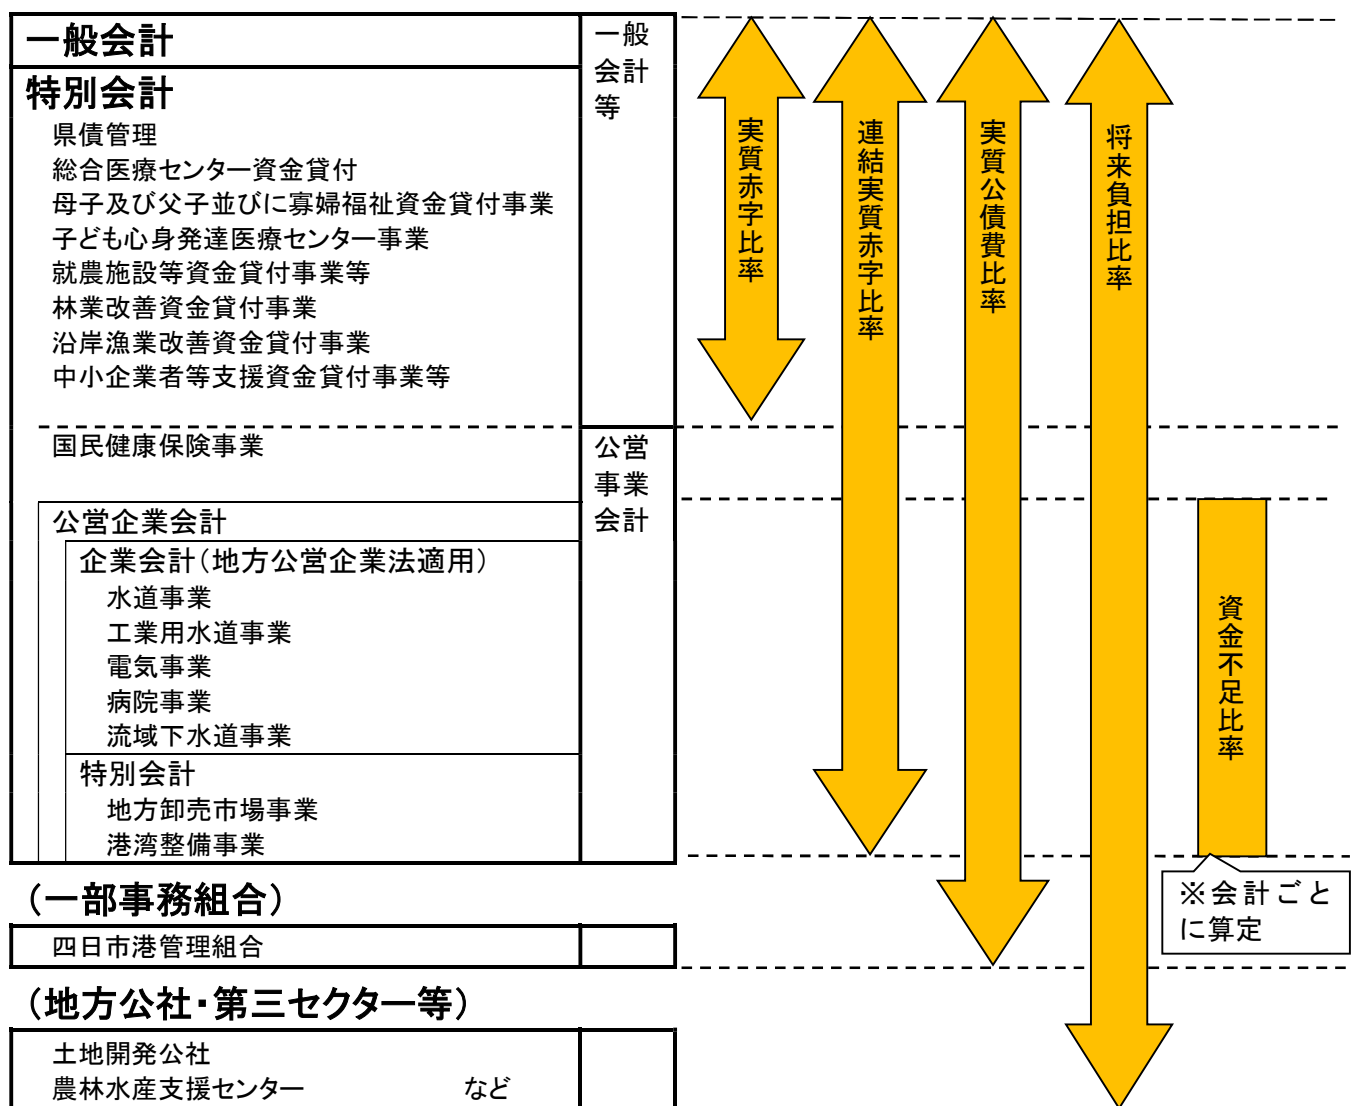 一般会計
一般会計等
特別会計
県債管理
総合医療センター資金貸付
母子及び父子並びに寡婦福祉資金貸付事業
子ども心身発達医療センター事業
就農施設等資金貸付事業等
林業改善資金貸付事業
沿岸漁業改善資金貸付事業
中小企業者等支援資金貸付事業等
国民健康保険事業
公営事業会計
公営企業会計
企業会計（地方公営企業法適用）
水道事業
工業用水道事業
電気事業
病院事業
流域下水道事業
特別会計
地方卸売市場事業
港湾整備事業
（一部事務組合）
四日市港管理組合
（地方公社・第三セクター等）
土地開発公社
農林水産支援センター など
実質赤字比率
連結実質赤字比率
実質公債費比率
将来負担比率
資金不足比率
※会計ごと
に算定